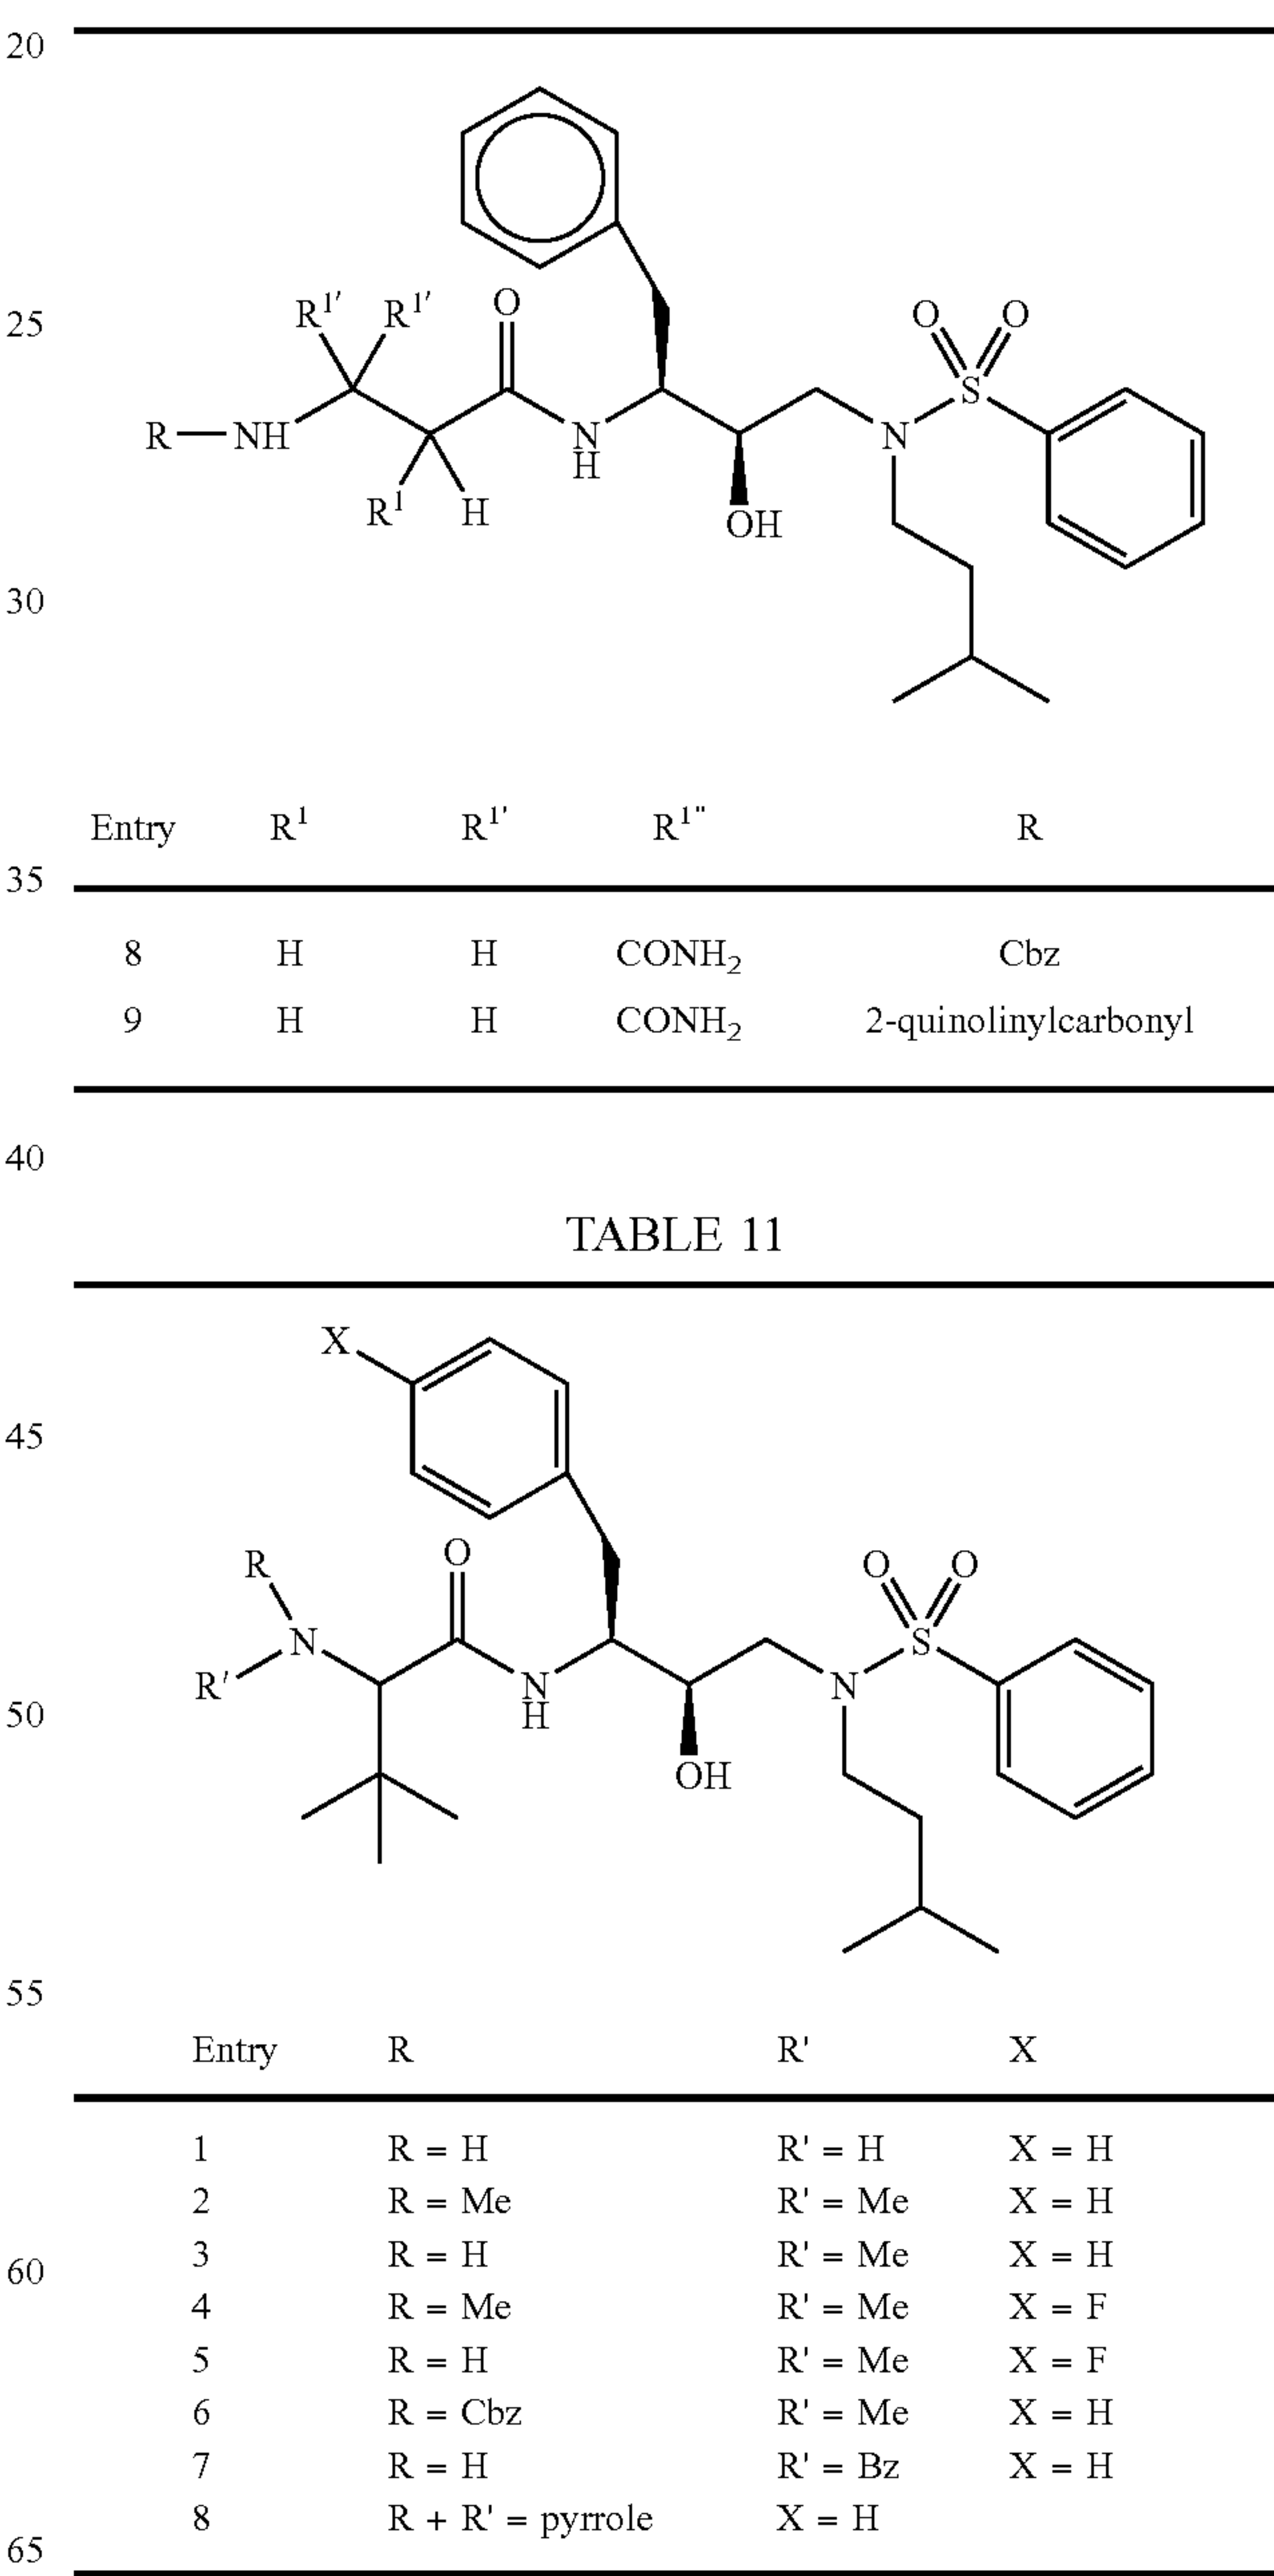 20
R1' R1' O O O
25
S
R—NH N N
H
R1 H OH
30
Entry R1 R1' R1" R
35
8 H H CONH2 Cbz
9 H H CONH2 2-quinolinylcarbonyl
40
TABLE 11
X
45
R O O O
N S
R' N N
H
50
OH
55
Entry R R' X
1 R = H R' = H X = H
2 R = Me R' = Me X = H
3 R = H R' = Me X = H
60
4 R = Me R' = Me X = F
5 R = H R' = Me X = F
6 R = Cbz R' = Me X = H
7 R = H R' = Bz X = H
8 R + R' = pyrrole X = H
65